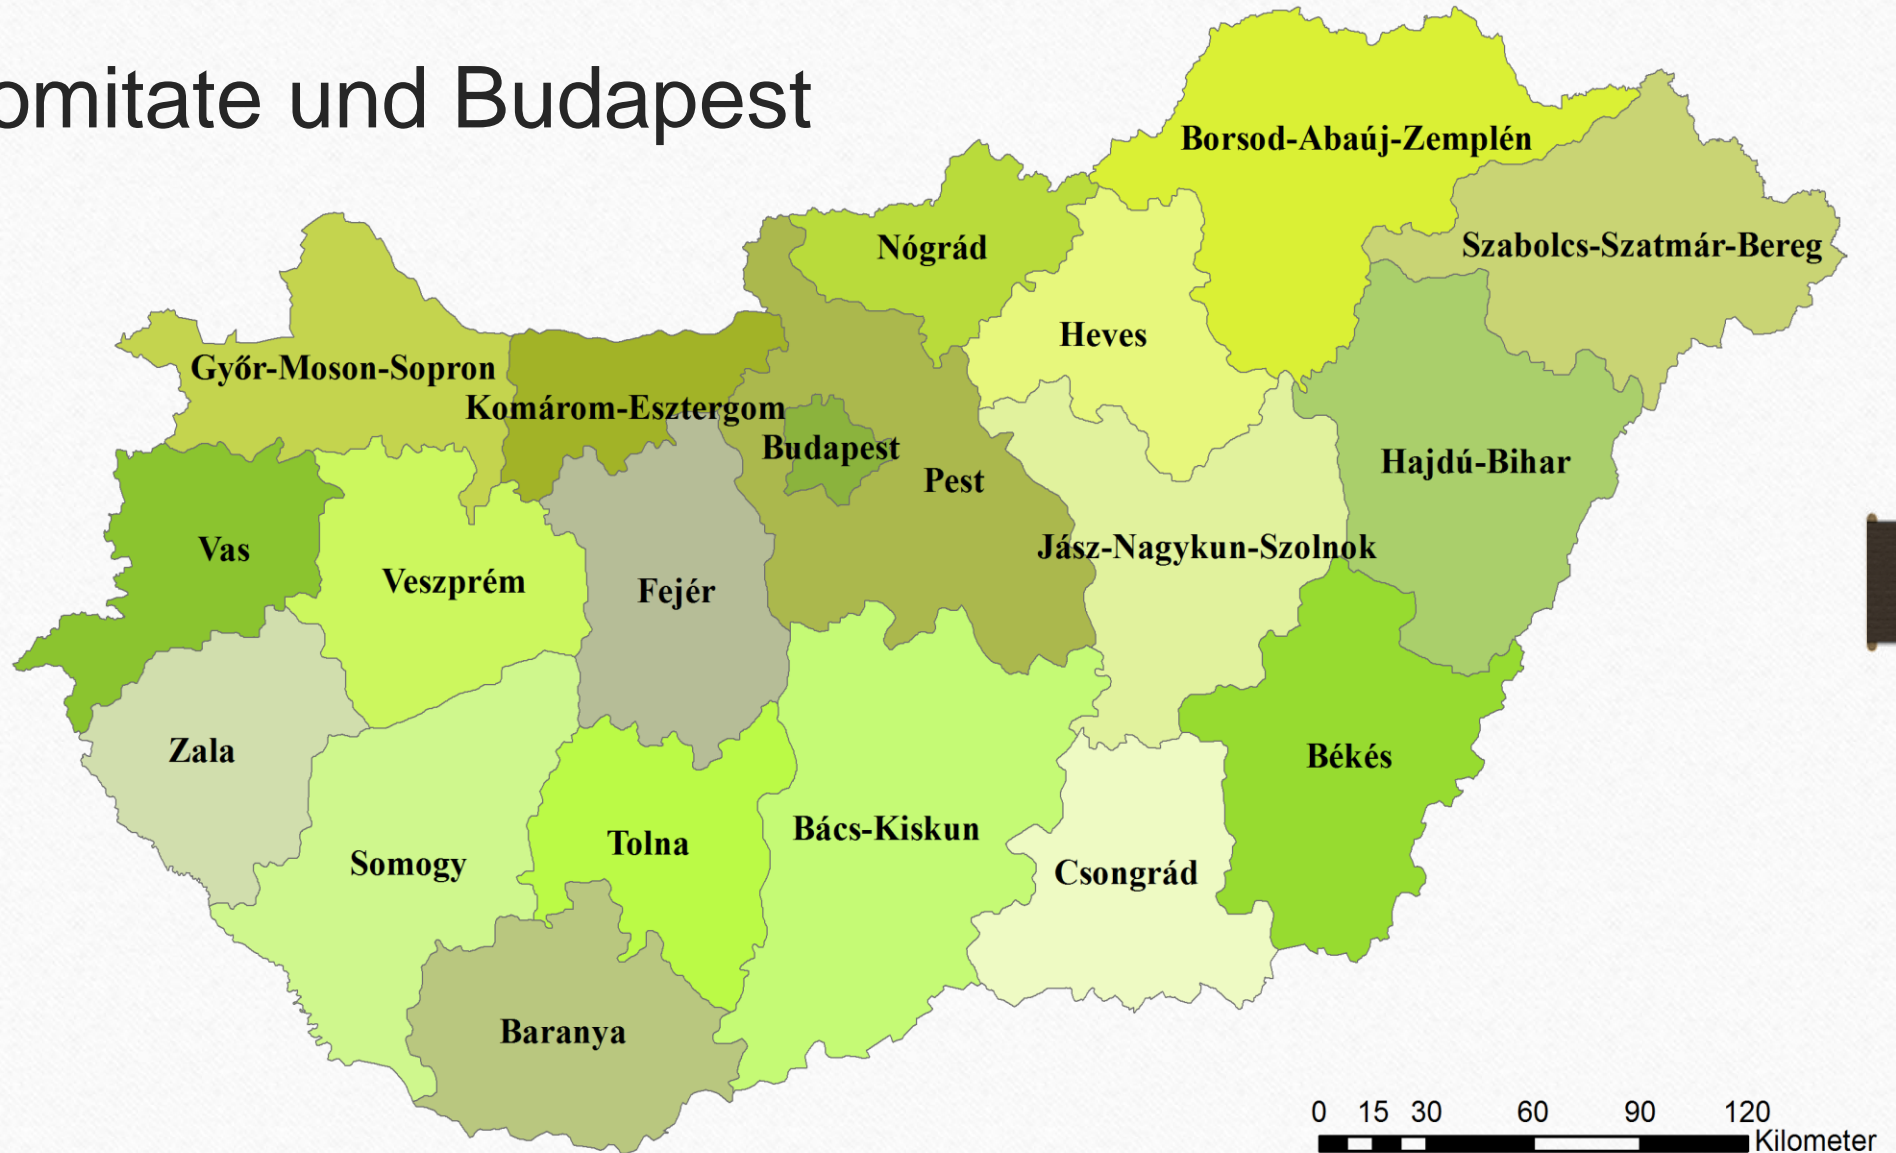 omitate und Budapest
Borsod-Abaúj-Zemplén
Nógrád
Szabolcs-Szatmár-Bereg
Heves
Győr-Moson-Sopron
Komárom-Esztergom
Budapest
Pest
Hajdú-Bihar
Vas
Veszprém
Fejér
Jász-Nagykun-Szolnok
Zala
Békés
Tolna
Bács-Kiskun
Somogy
Csongrád
Baranya
0 15 30 60 90 120
Kilometer